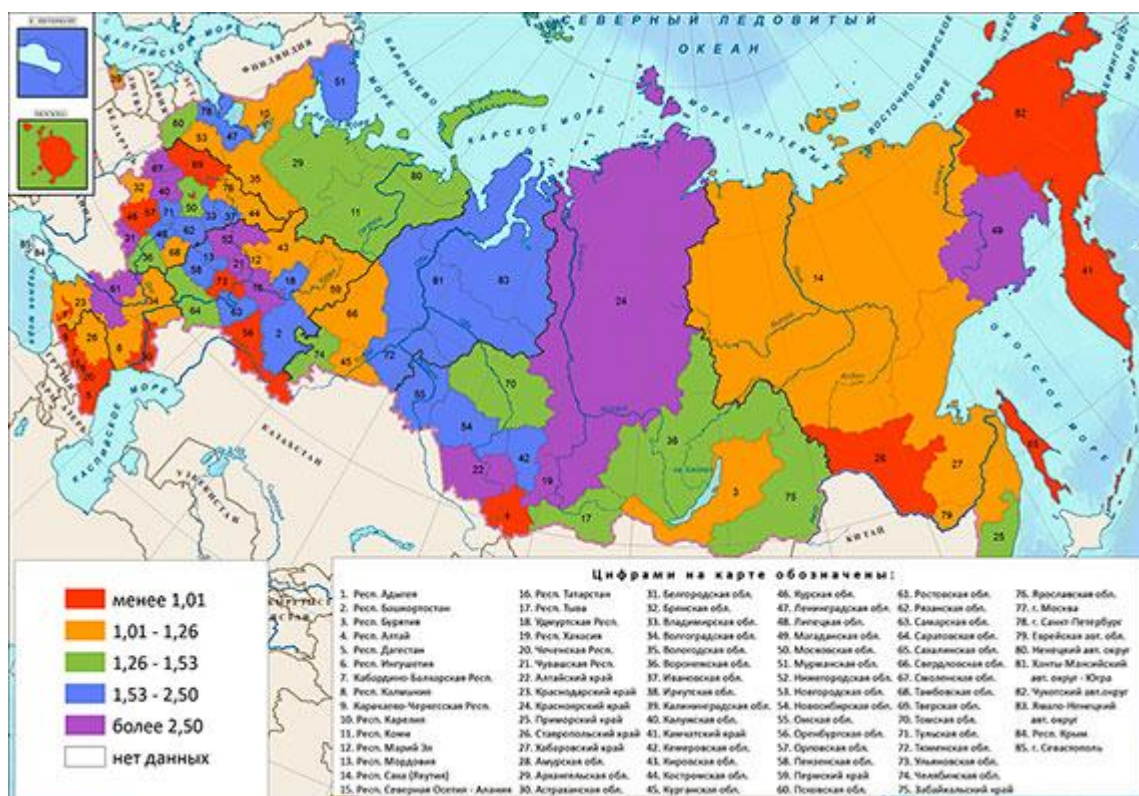 С. ПЕТЕРБУРГ
МОСКВА
СЕВЕРНЫЙ ЛЕДОВИТЫЙ
ОКЕАН
БАЛТИЙСКОЕ МОРЕ
ФИНЛЯНДИЯ
БАРЕНЦЕВО
МОРЕ
КАРСКОЕ МОРЕ
МОРЕ ЛАПТЕВЫХ
ВОСТОЧНО-СИБИРСКОЕ
МОРЕ
БЕРИНГОВО
МОРЕ
ОХОТСКОЕ МОРЕ
ЛИТВА
КАСПИЙСКОЕ МОРЕ
КАЗАХСТАН
УЗБЕКИСТАН
КИТАЙ
менее 1,01
1,01 - 1,26
1,26 - 1,53
1,53 - 2,50
более 2,50
нет данных
Цифрами на карте обозначены:
1. Респ. Адыгея
2. Респ. Башкортостан
3. Респ. Бурятия
4. Респ. Алтай
5. Респ. Дагестан
6. Респ. Ингушетия
7. Кабардино-Балкарская Респ.
8. Респ. Калмыкия
9. Карачаево-Черкесская Респ.
10. Респ. Карелия
11. Респ. Коми
12. Респ. Марий Эл
13. Респ. Мордовия
14. Респ. Саха (Якутия)
15. Респ. Северная Осетия - Алания
16. Респ. Татарстан
17. Респ. Тыва
18. Удмуртская Респ.
19. Респ. Хакасия
20. Чеченская Респ.
21. Чувашская Респ.
22. Алтайский край
23. Краснодарский край
24. Красноярский край
25. Приморский край
26. Ставропольский край
27. Хабаровский край
28. Амурская обл.
29. Архангельская обл.
30. Астраханская обл.
31. Белгородская обл.
32. Брянская обл.
33. Владимирская обл.
34. Волгоградская обл.
35. Вологодская обл.
36. Воронежская обл.
37. Ивановская обл.
38. Иркутская обл.
39. Калининградская обл.
40. Калужская обл.
41. Камчатский край
42. Кемеровская обл.
43. Кировская обл.
44. Костромская обл.
45. Курганская обл.
46. Курская обл.
47. Ленинградская обл.
48. Липецкая обл.
49. Магаданская обл.
50. Московская обл.
51. Мурманская обл.
52. Нижегородская обл.
53. Новгородская обл.
54. Новосибирская обл.
55. Омская обл.
56. Оренбургская обл.
57. Орловская обл.
58. Пензенская обл.
59. Пермский край
60. Псковская обл.
61. Ростовская обл.
62. Рязанская обл.
63. Самарская обл.
64. Саратовская обл.
65. Сахалинская обл.
66. Свердловская обл.
67. Смоленская обл.
68. Тамбовская обл.
69. Тверская обл.
70. Томская обл.
71. Тульская обл.
72. Тюменская обл.
73. Ульяновская обл.
74. Челябинская обл.
75. Забайкальский край
76. Ярославская обл.
77. г. Москва
78. г. Санкт-Петербург
79. Еврейская авт. обл.
80. Ненецкий авт. округ
81. Ханты-Мансийский
авт. округ - Югра
82. Чукотский авт.округ
83. Ямало-Ненецкий
авт. округ
84. Респ. Крым
85. г. Севастополь